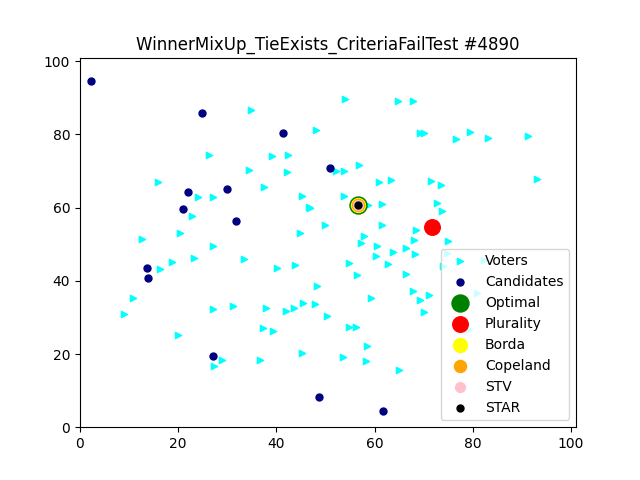 WinnerMixUp_TieExists_CriteriaFailTest #4890
100
80
60
40
20
0
0 20 40 60 80 100
Voters
Candidates
Optimal
Plurality
Borda
Copeland
STV
STAR